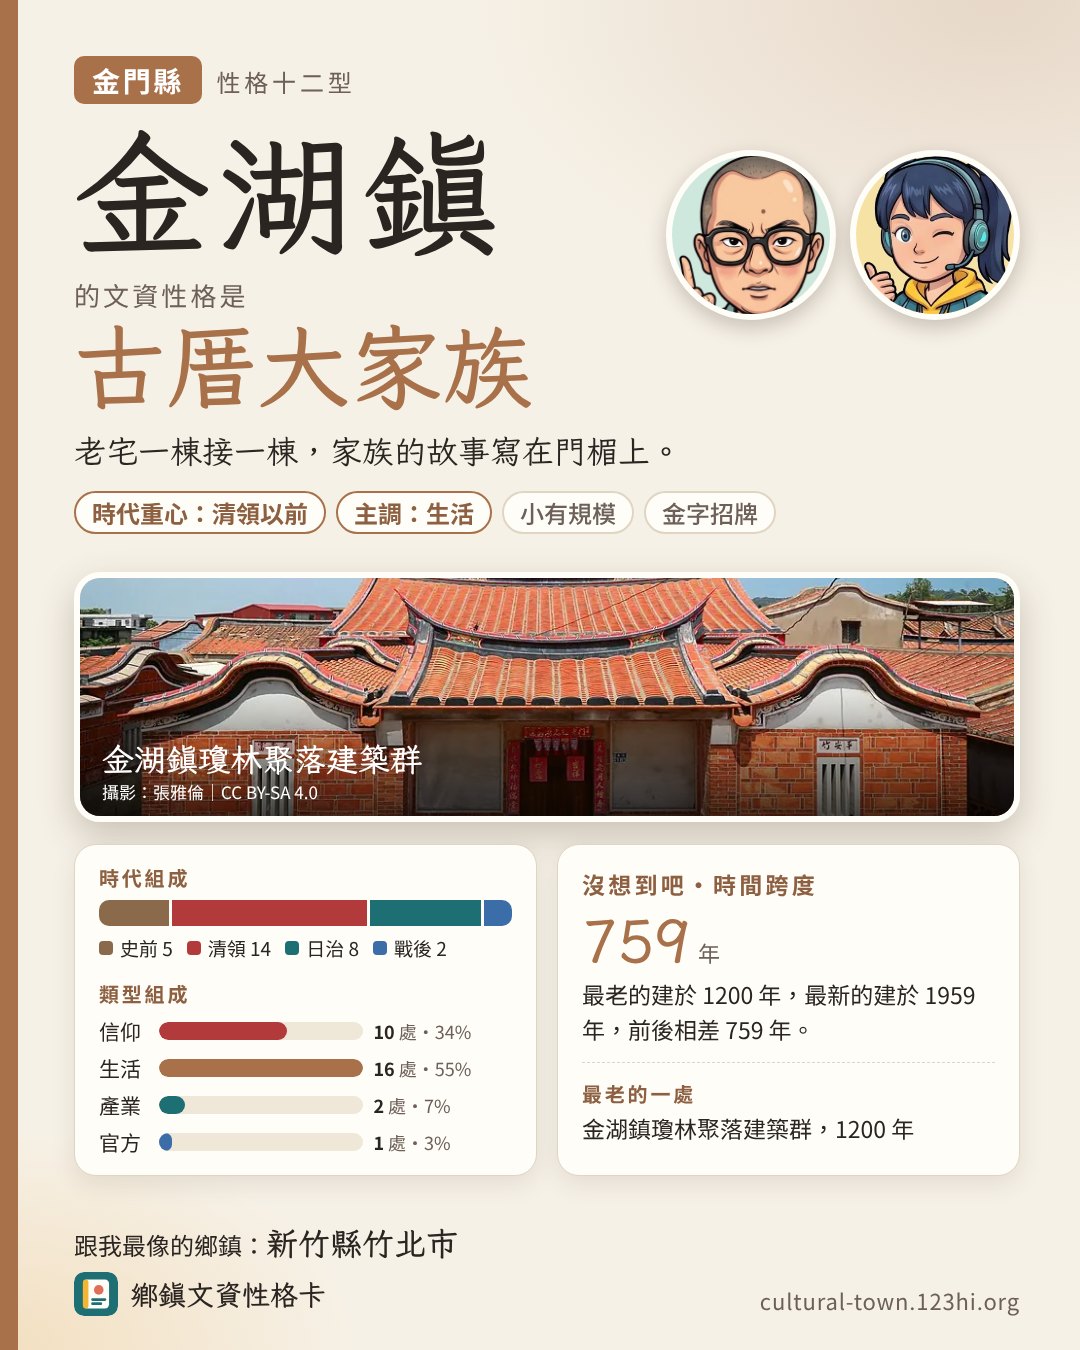 金門縣 性格十二型
金湖鎮
的文資性格是
古厝大家族
老宅一棟接一棟，家族的故事寫在門楣上。
時代重心：清領以前 主調：生活 小有規模 金字招牌
金湖鎮瓊林聚落建築群
攝影：張雅倫｜CC BY-SA 4.0
時代組成
史前 5 清領 14 日治 8 戰後 2
類型組成
信仰 10 處・34%
生活 16 處・55%
產業 2 處・7%
官方 1 處・3%
沒想到吧・時間跨度
759 年
最老的建於 1200 年，最新的建於 1959
年，前後相差 759 年。
最老的一處
金湖鎮瓊林聚落建築群，1200 年
跟我最像的鄉鎮：新竹縣竹北市
鄉鎮文資性格卡
cultural-town.123hi.org